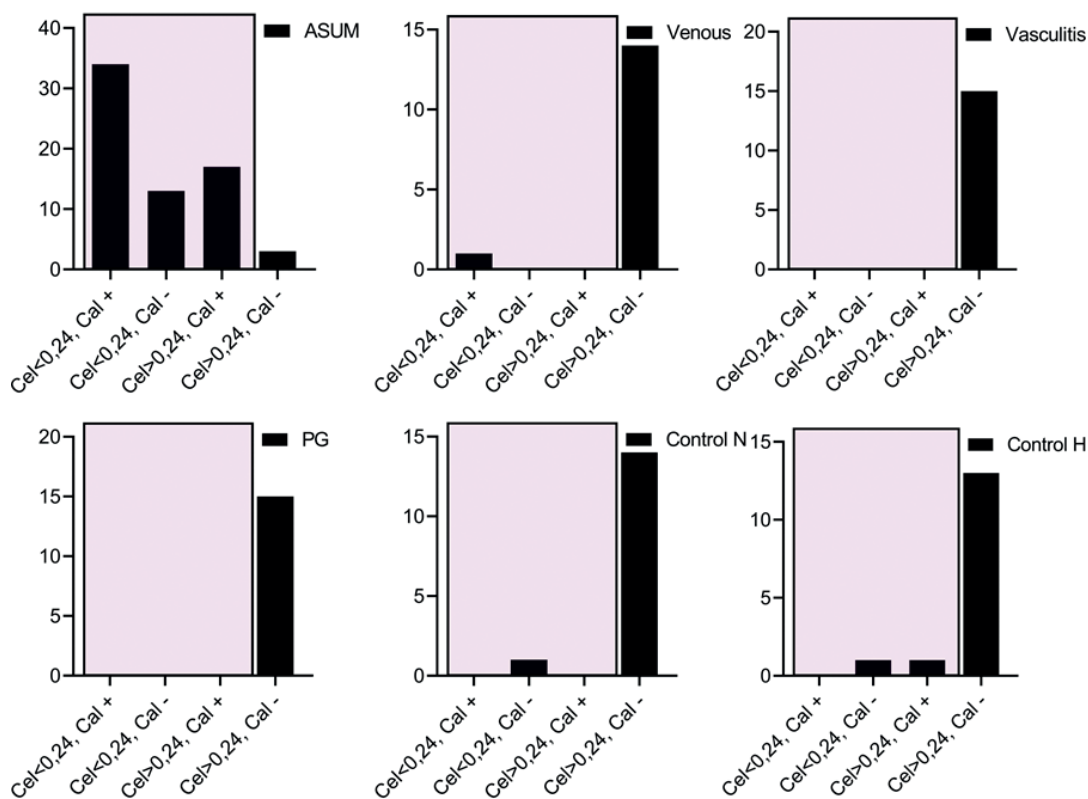 ASUM
40
30
20
10
0
Cel<0,24, Cal +
Cel<0,24, Cal -
Cel>0,24, Cal +
Cel>0,24, Cal -
Venous
15
10
5
0
Cel<0,24, Cal +
Cel<0,24, Cal -
Cel>0,24, Cal +
Cel>0,24, Cal -
Vasculitis
20
15
10
5
0
Cel<0,24, Cal +
Cel<0,24, Cal -
Cel>0,24, Cal +
Cel>0,24, Cal -
PG
20
15
10
5
0
Cel<0,24, Cal +
Cel<0,24, Cal -
Cel>0,24, Cal +
Cel>0,24, Cal -
Control N
15
10
5
0
Cel<0,24, Cal +
Cel<0,24, Cal -
Cel>0,24, Cal +
Cel>0,24, Cal -
Control H
15
10
5
0
Cel<0,24, Cal +
Cel<0,24, Cal -
Cel>0,24, Cal +
Cel>0,24, Cal -